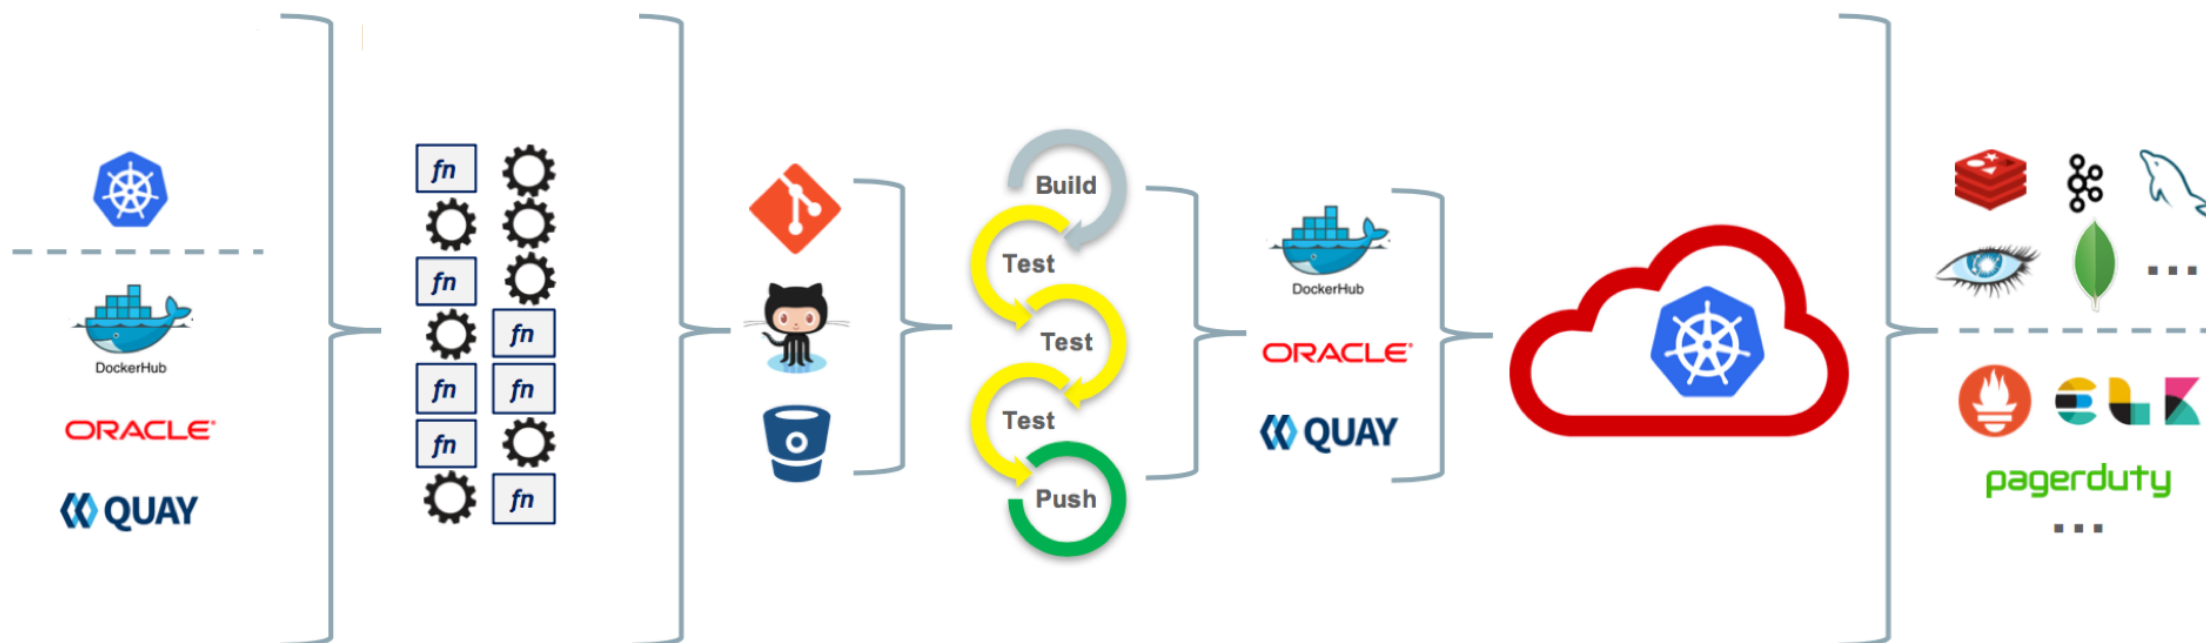 DockerHub
ORACLE®
QUAY
fn
fn
fn
fn
fn
fn
fn
Build
Test
Test
Test
Push
DockerHub
ORACLE®
QUAY
...
ELK
pagerduty
...